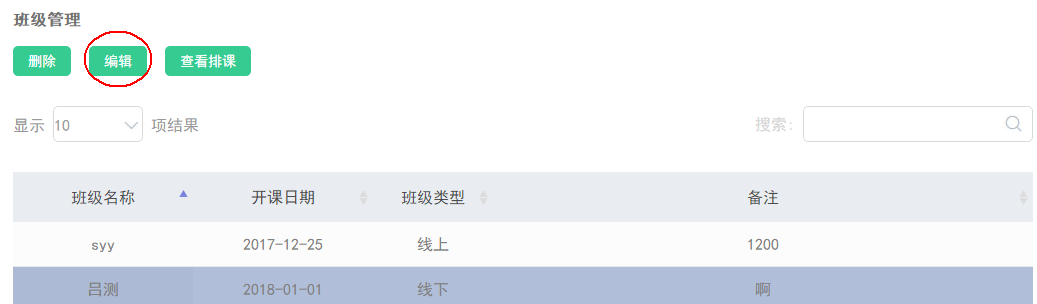 班级管理
删除 编辑 查看排课
显示 10 项结果 搜索:
班级名称 开课日期 班级类型 备注
syy 2017-12-25 线上 1200
吕测 2018-01-01 线下 啊